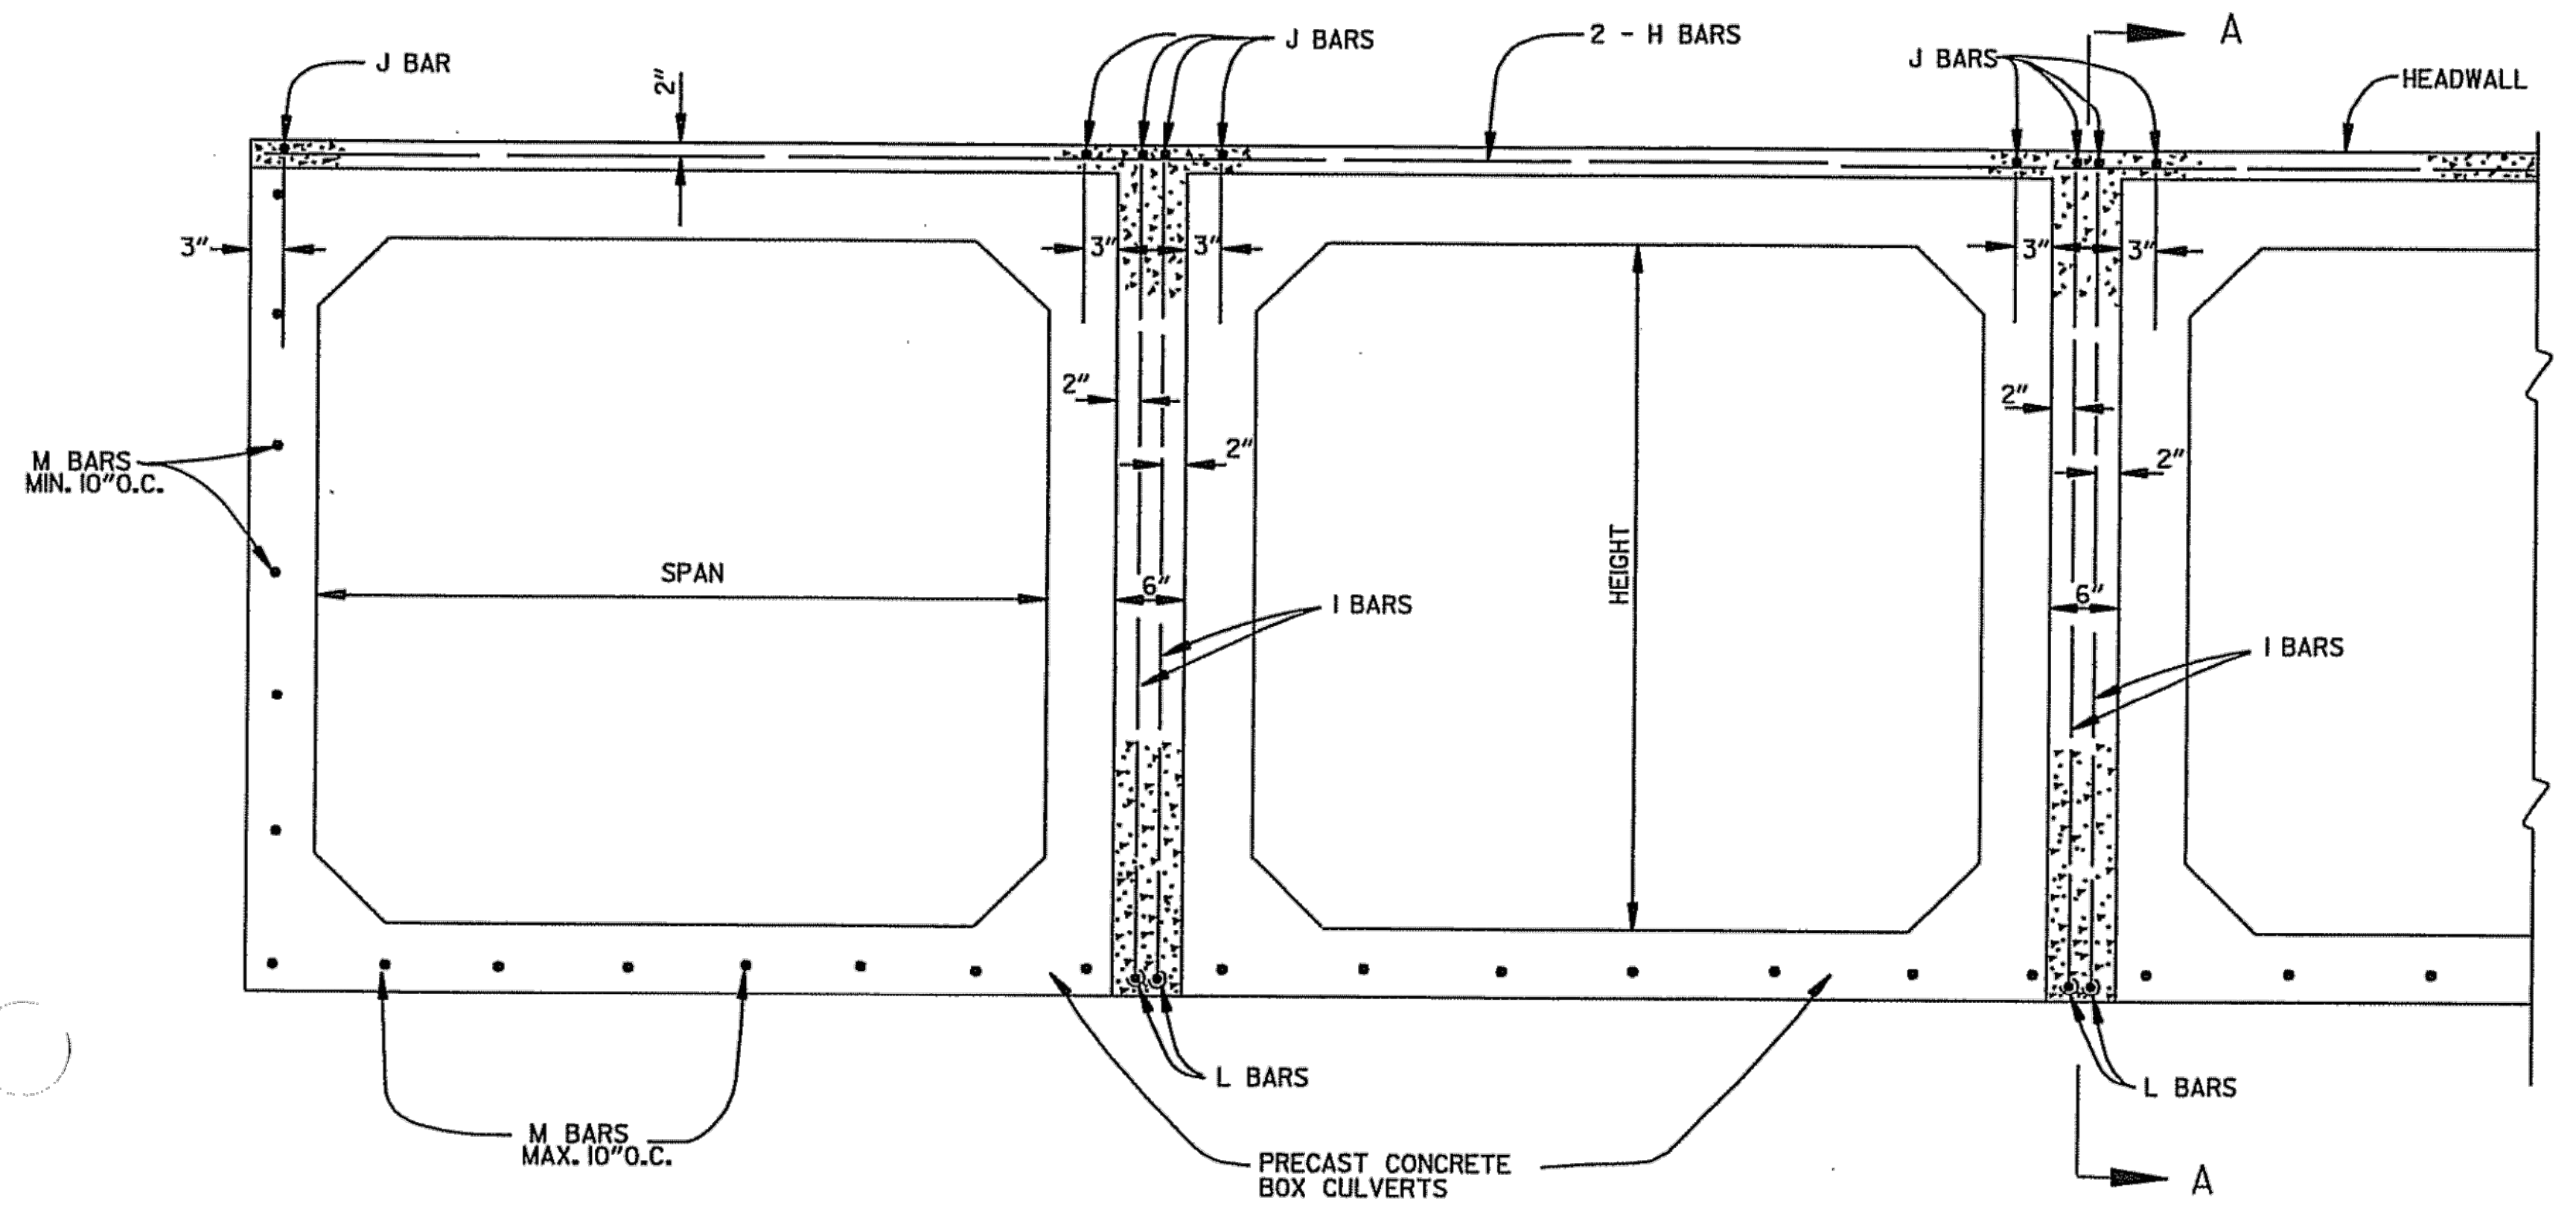 J BAR
2"
J BARS
2 - H BARS
J BARS
A
HEADWALL
3"
3"
3"
3"
3"
2"
2"
2"
2"
M BARS
MIN. 10"O.C.
SPAN
6"
I BARS
HEIGHT
6"
I BARS
L BARS
L BARS
M BARS
MAX. 10"O.C.
PRECAST CONCRETE
BOX CULVERTS
A